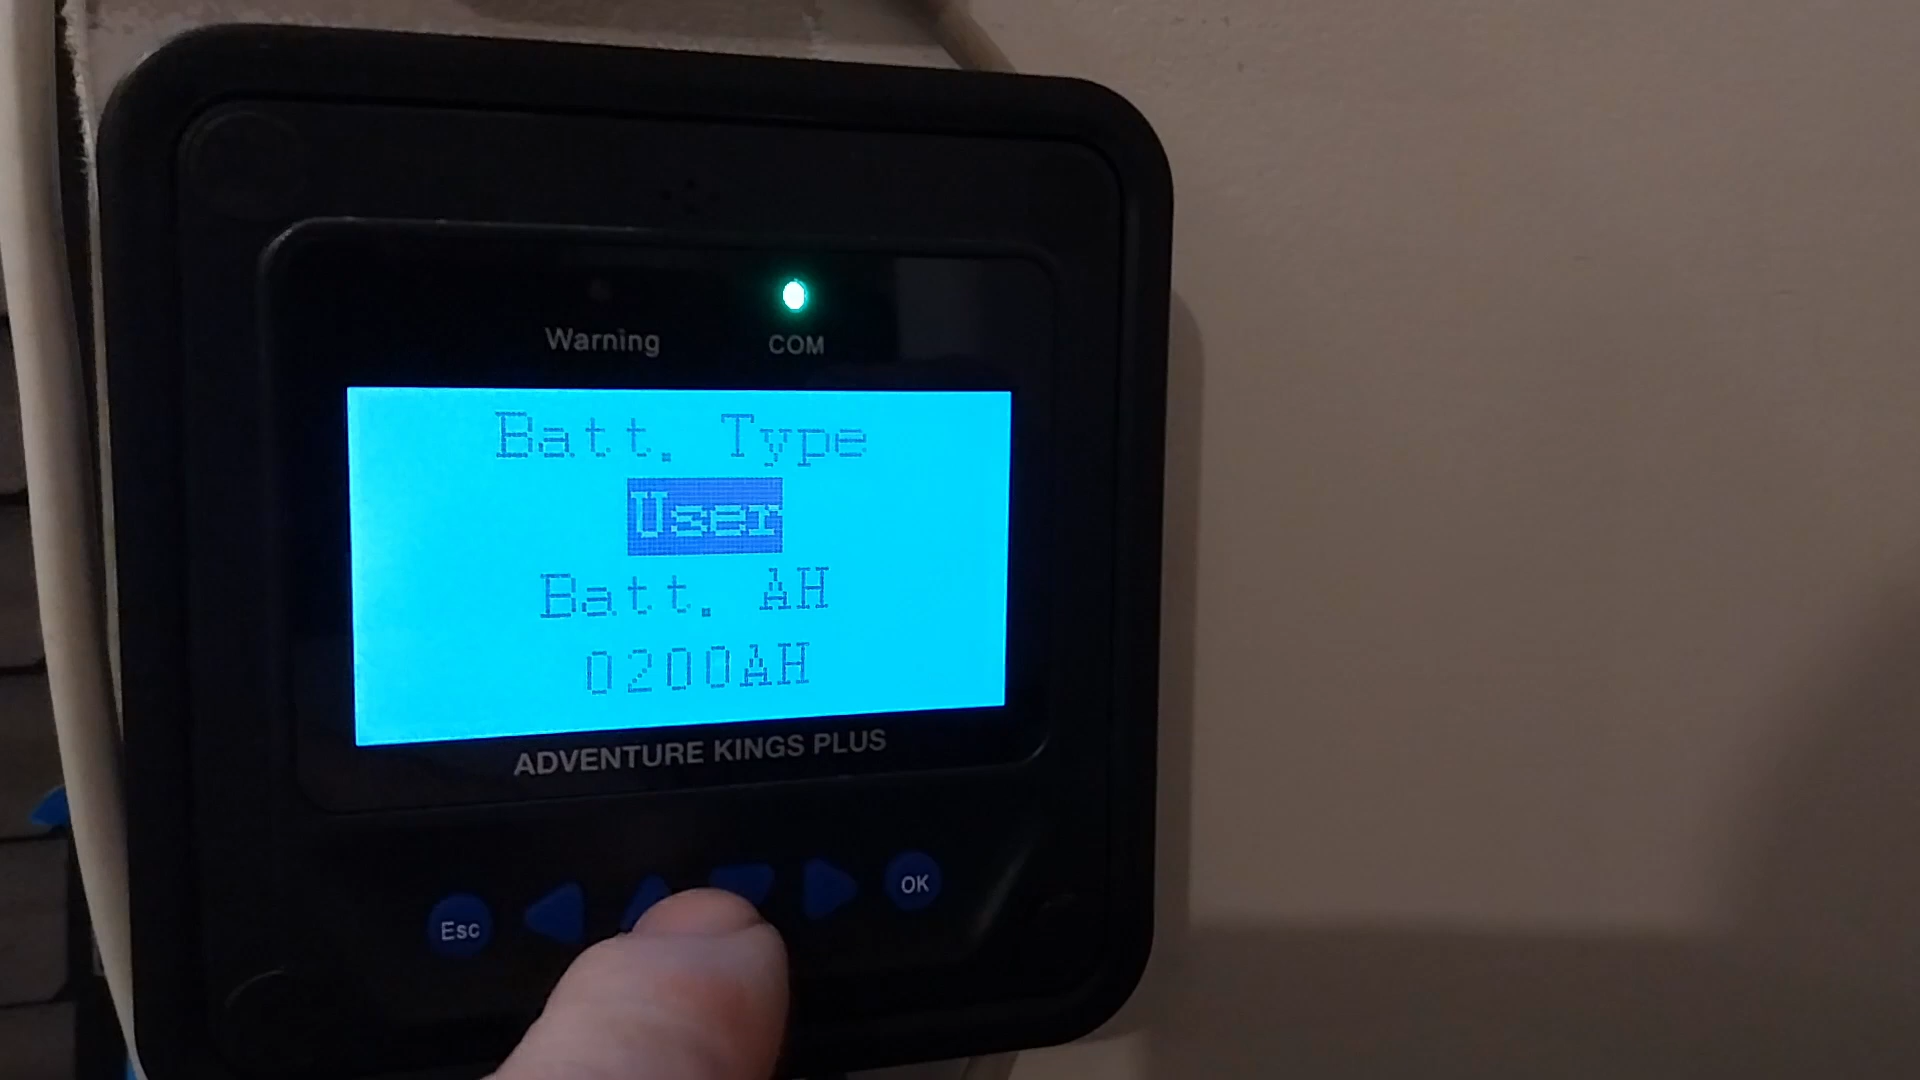 Warning COM
Batt. Type
User
Batt. AH
0200AH
ADVENTURE KINGS PLUS
Esc OK